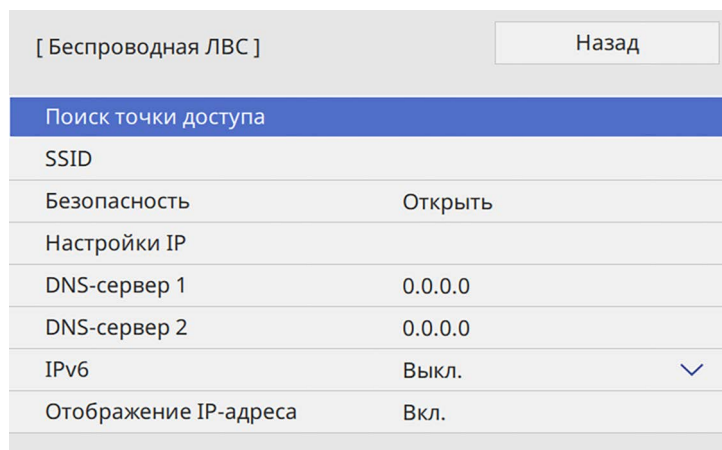 [ Беспроводная ЛВС ]
Назад
Поиск точки доступа
SSID
Безопасность Открыть
Настройки IP
DNS-сервер 1 0.0.0.0
DNS-сервер 2 0.0.0.0
IPv6 Выкл.
Отображение IP-адреса Вкл.